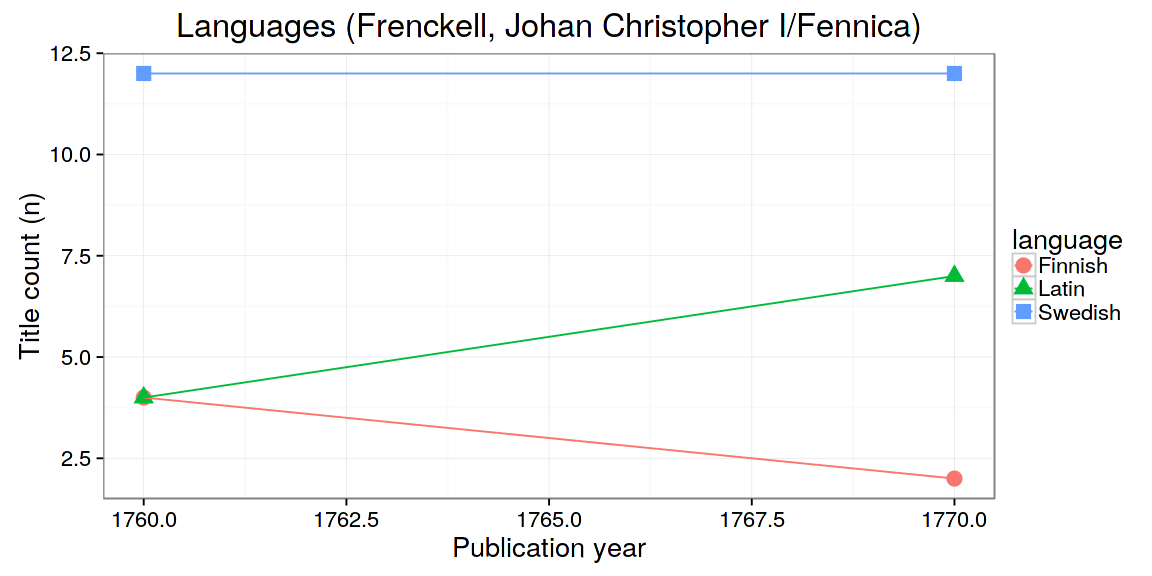 Languages (Frenckell, Johan Christopher I/Fennica)
12.5
10.0
7.5
5.0
2.5
Title count (n)
1760.0 1762.5 1765.0 1767.5 1770.0
Publication year
language
Finnish
Latin
Swedish